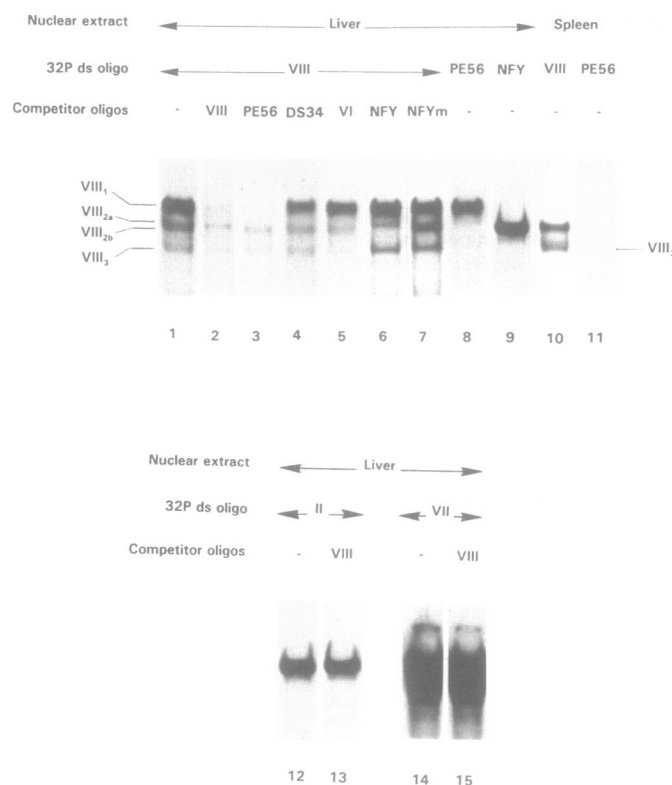 Nuclear extract Liver Spleen
32P ds oligo VIII PE56 NFY VIII PE56
Competitor oligos - VIII PE56 DS34 VI NFY NFYm - - - -
VIII1
VIII2a
VIII2b
VIII3
1 2 3 4 5 6 7 8 9 10 11
Nuclear extract Liver
32P ds oligo II VII
Competitor oligos - VIII - VIII
12 13 14 15